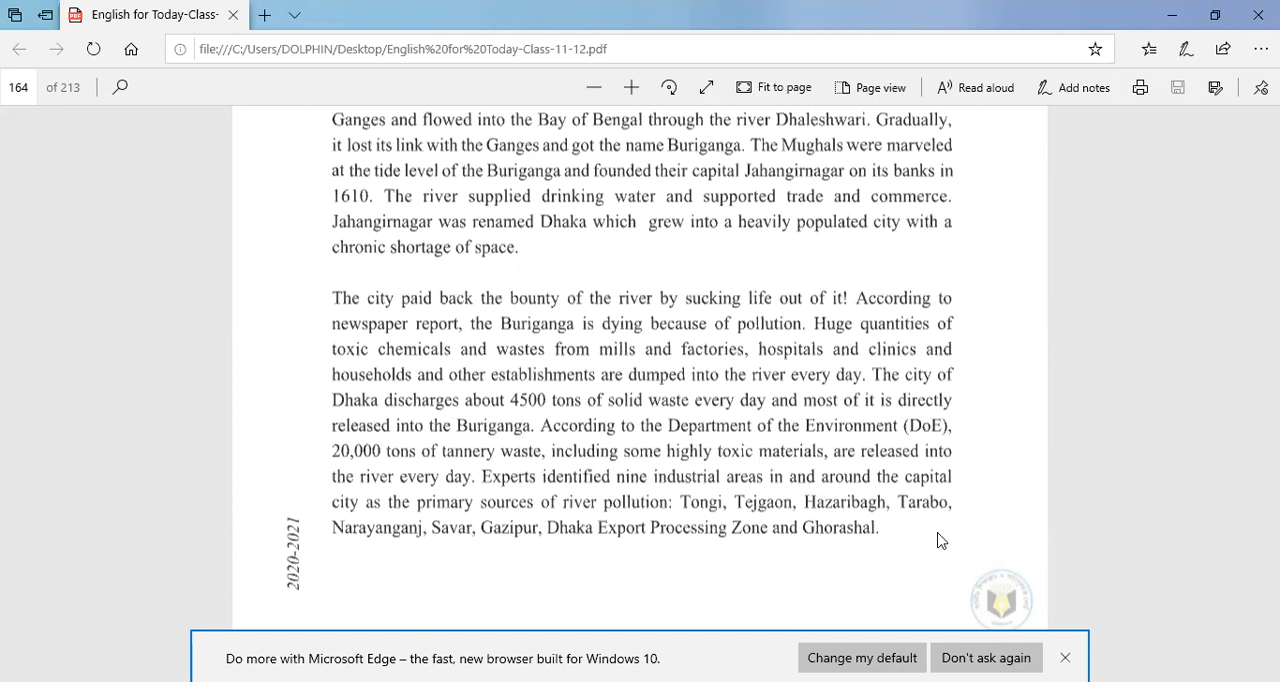 English for Today-Class-
file:///C:/Users/DOLPHIN/Desktop/English%20for%20Today-Class-11-12.pdf
164 of 213 Fit to page Page view Read aloud Add notes
Ganges and flowed into the Bay of Bengal through the river Dhaleshwari. Gradually,
it lost its link with the Ganges and got the name Buriganga. The Mughals were marveled
at the tide level of the Buriganga and founded their capital Jahangirnagar on its banks in
1610. The river supplied drinking water and supported trade and commerce.
Jahangirnagar was renamed Dhaka which grew into a heavily populated city with a
chronic shortage of space.
The city paid back the bounty of the river by sucking life out of it! According to
newspaper report, the Buriganga is dying because of pollution. Huge quantities of
toxic chemicals and wastes from mills and factories, hospitals and clinics and
households and other establishments are dumped into the river every day. The city of
Dhaka discharges about 4500 tons of solid waste every day and most of it is directly
released into the Buriganga. According to the Department of the Environment (DoE),
20,000 tons of tannery waste, including some highly toxic materials, are released into
the river every day. Experts identified nine industrial areas in and around the capital
city as the primary sources of river pollution: Tongi, Tejgaon, Hazaribagh, Tarabo,
Narayanganj, Savar, Gazipur, Dhaka Export Processing Zone and Ghorashal.
2020-2021
Do more with Microsoft Edge – the fast, new browser built for Windows 10. Change my default Don't ask again